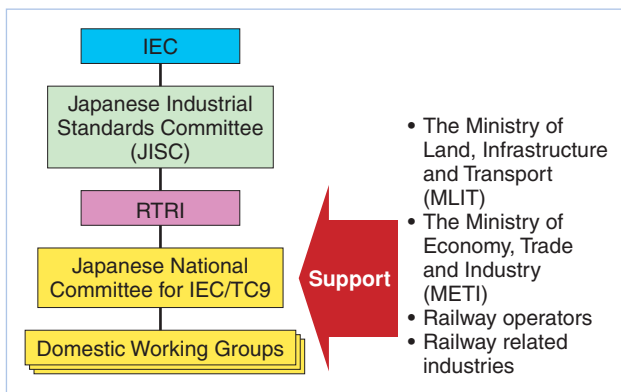 IEC
Japanese Industrial
Standards Committee
(JISC)
RTRI
Japanese National
Committee for IEC/TC9
Domestic Working Groups
Support
• The Ministry of
Land, Infrastructure
and Transport
(MLIT)
• The Ministry of
Economy, Trade
and Industry
(METI)
• Railway operators
• Railway related
industries